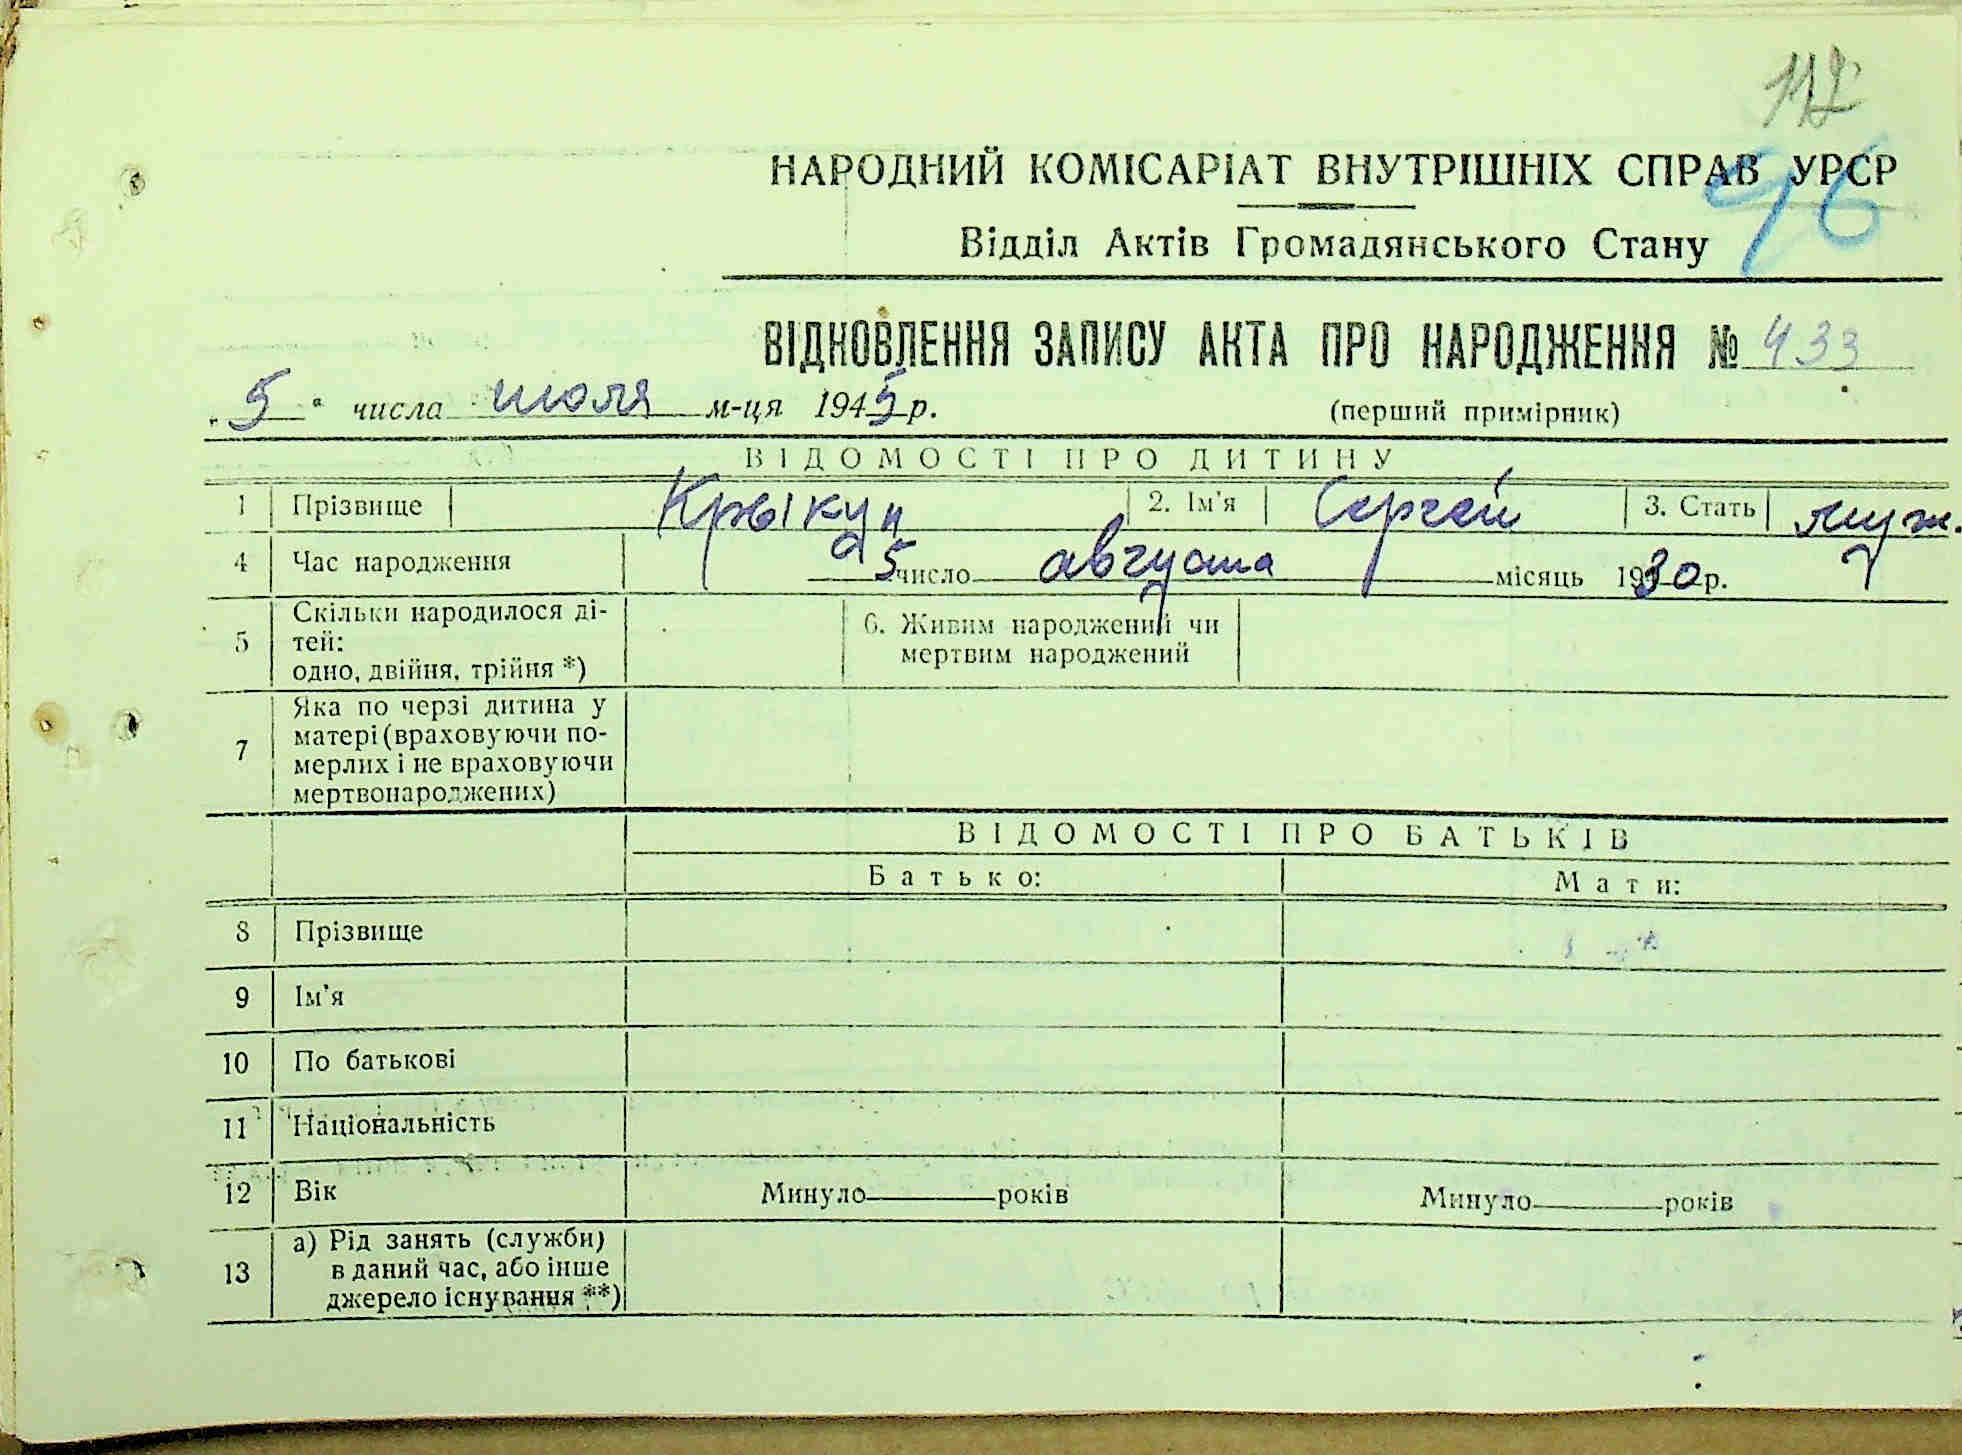 112
НАРОДНИЙ КОМІСАРІАТ ВНУТРІШНІХ СПРАВ УРСР
96
Відділ Актів Громадянського Стану
ВІДНОВЛЕННЯ ЗАПИСУ АКТА ПРО НАРОДЖЕННЯ № 433
„5“ числа июля м-ця 1945 р. (перший примірник)
ВІДОМОСТІ ПРО ДИТИНУ
1 Прізвище Крыкун 2. Ім'я Сергей 3. Стать муж.
4 Час народження 5 число августа місяць 1930 р.
5 Скільки народилося ді-
тей:
одно, двійня, трійня *)
6. Живим народжений чи
мертвим народжений
7 Яка по черзі дитина у
матері (враховуючи по-
мерлих і не враховуючи
мертвонароджених)
ВІДОМОСТІ ПРО БАТЬКІВ
Батько: Мати:
8 Прізвище
9 Ім'я
10 По батькові
11 Національність
12 Вік Минуло____років Минуло____років
13 а) Рід занять (служби)
в даний час, або інше
джерело існування **)